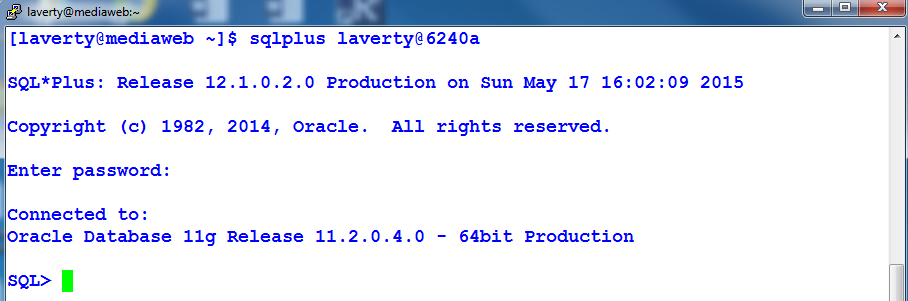 laverty@mediaweb:~
[laverty@mediaweb ~]$ sqlplus laverty@6240a
SQL*Plus: Release 12.1.0.2.0 Production on Sun May 17 16:02:09 2015
Copyright (c) 1982, 2014, Oracle.  All rights reserved.
Enter password:
Connected to:
Oracle Database 11g Release 11.2.0.4.0 - 64bit Production
SQL>